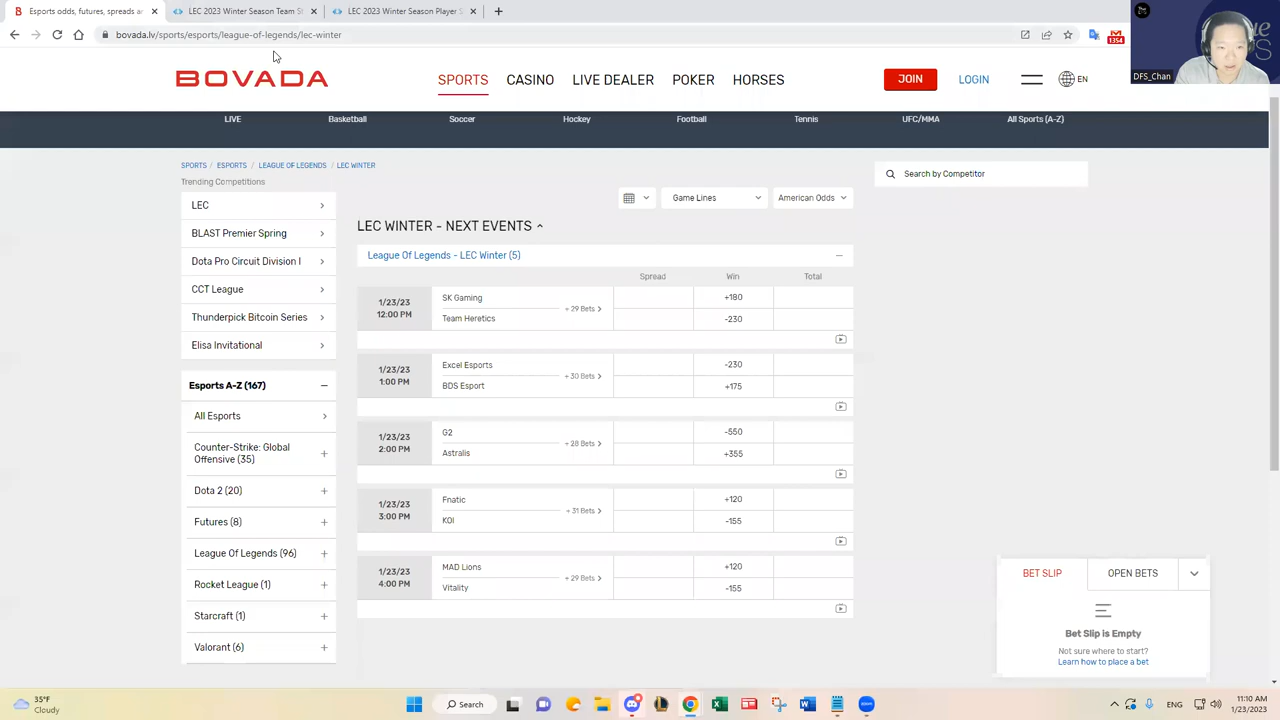 Esports odds, futures, spreads a
LEC 2023 Winter Season Team St
LEC 2023 Winter Season Player S
bovada.lv/sports/esports/league-of-legends/lec-winter
1354
DFS_Chan
BOVADA
SPORTS
CASINO
LIVE DEALER
POKER
HORSES
JOIN
LOGIN
EN
LIVE
Basketball
Soccer
Hockey
Football
Tennis
UFC/MMA
All Sports (A-Z)
SPORTS / ESPORTS / LEAGUE OF LEGENDS / LEC WINTER
Trending Competitions
LEC
BLAST Premier Spring
Dota Pro Circuit Division I
CCT League
Thunderpick Bitcoin Series
Elisa Invitational
Esports A-Z (167)
All Esports
Counter-Strike: Global
Offensive (35)
Dota 2 (20)
Futures (8)
League Of Legends (96)
Rocket League (1)
Starcraft (1)
Valorant (6)
Game Lines
American Odds
LEC WINTER - NEXT EVENTS
League Of Legends - LEC Winter (5)
Spread
Win
Total
1/23/23
12:00 PM
SK Gaming
Team Heretics
+ 29 Bets
+180
-230
1/23/23
1:00 PM
Excel Esports
BDS Esport
+ 30 Bets
-230
+175
1/23/23
2:00 PM
G2
Astralis
+ 28 Bets
-550
+355
1/23/23
3:00 PM
Fnatic
KOI
+ 31 Bets
+120
-155
1/23/23
4:00 PM
MAD Lions
Vitality
+ 29 Bets
+120
-155
Search by Competitor
BET SLIP
OPEN BETS
Bet Slip is Empty
Not sure where to start?
Learn how to place a bet
35°F
Cloudy
Search
ENG
11:10 AM
1/23/2023